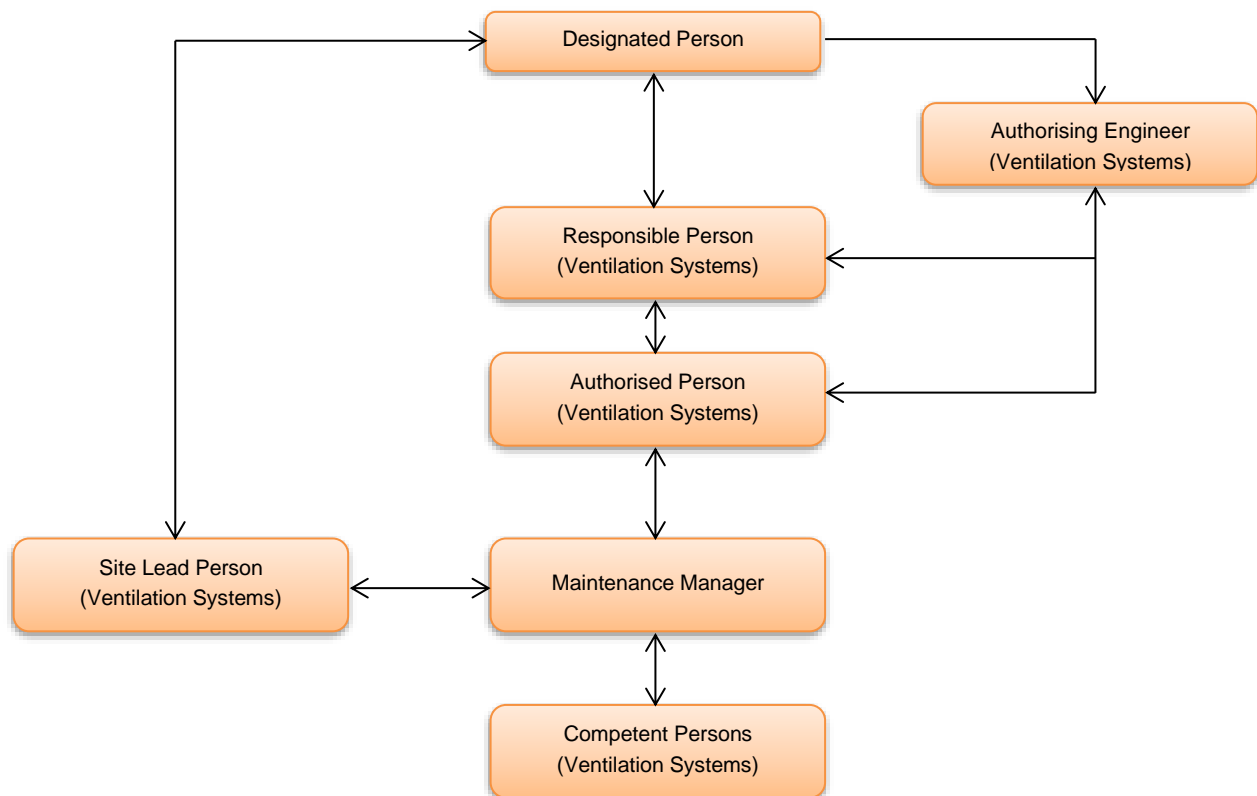 Designated Person
Authorising Engineer
(Ventilation Systems)
Responsible Person
(Ventilation Systems)
Authorised Person
(Ventilation Systems)
Site Lead Person
(Ventilation Systems)
Maintenance Manager
Competent Persons
(Ventilation Systems)